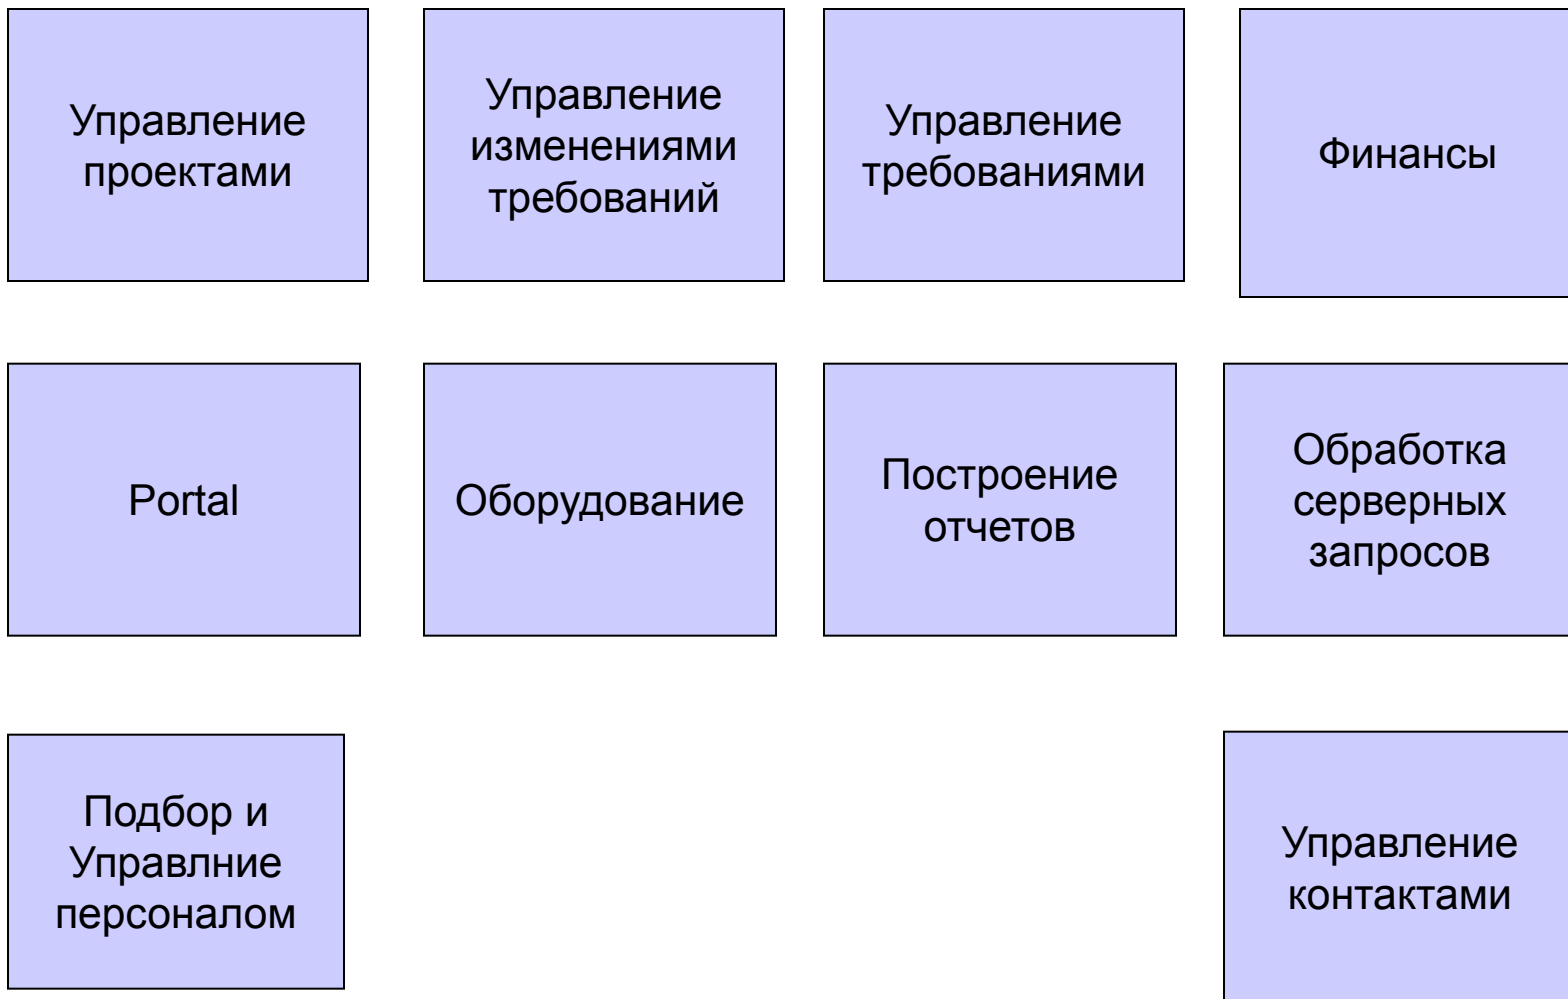 Управление
проектами
Управление
изменениями
требований
Управление
требованиями
Финансы
Portal
Оборудование
Построение
отчетов
Обработка
серверных
запросов
Подбор и
Управлние
персоналом
Управление
контактами